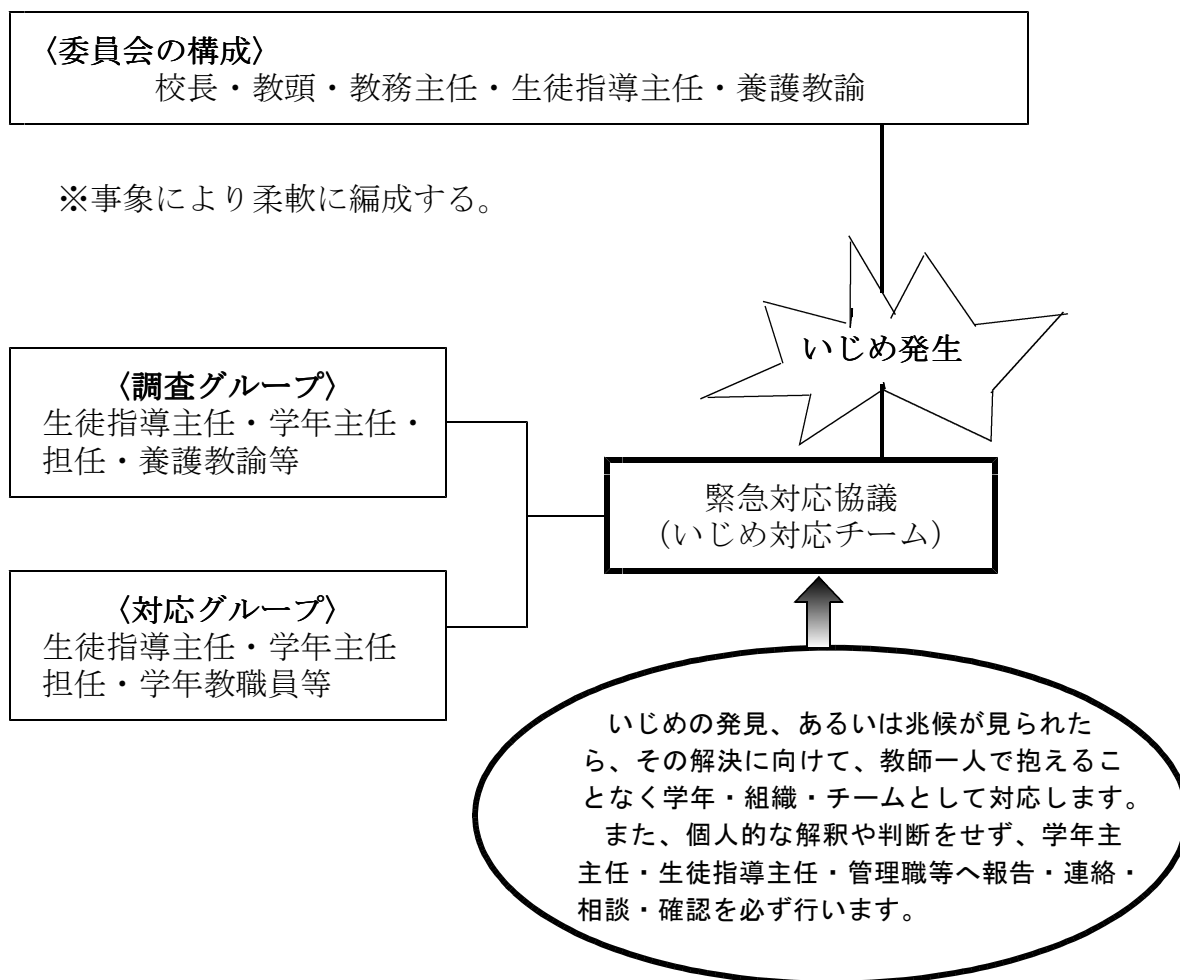 〈委員会の構成〉
校長・教頭・教務主任・生徒指導主任・養護教諭
※事象により柔軟に編成する。
いじめ発生
〈調査グループ〉
生徒指導主任・学年主任・
担任・養護教諭等
緊急対応協議
（いじめ対応チーム）
〈対応グループ〉
生徒指導主任・学年主任
担任・学年教職員等
いじめの発見、あるいは兆候が見られた
ら、その解決に向けて、教師一人で抱えるこ
となく学年・組織・チームとして対応します。
また、個人的な解釈や判断をせず、学年主
主任・生徒指導主任・管理職等へ報告・連絡・
相談・確認を必ず行います。